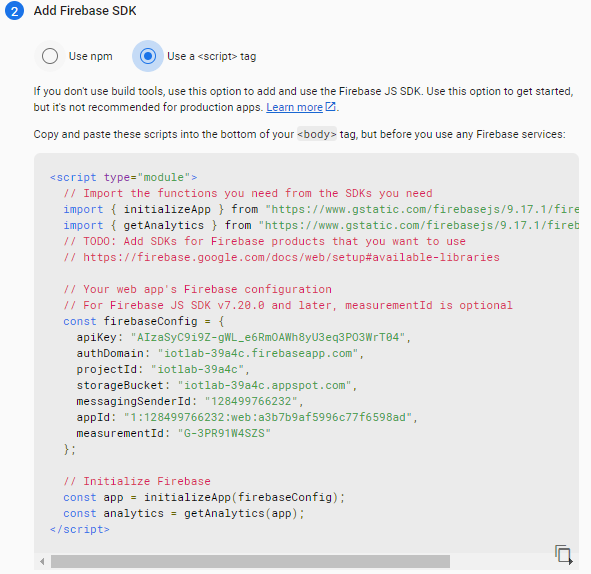 2 Add Firebase SDK
Use npm Use a <script> tag
If you don't use build tools, use this option to add and use the Firebase JS SDK. Use this option to get started,
but it's not recommended for production apps. Learn more.
Copy and paste these scripts into the bottom of your <body> tag, but before you use any Firebase services:
<script type="module">
// Import the functions you need from the SDKs you need
import { initializeApp } from "https://www.gstatic.com/firebasejs/9.17.1/fire
import { getAnalytics } from "https://www.gstatic.com/firebasejs/9.17.1/fireb
// TODO: Add SDKs for Firebase products that you want to use
// https://firebase.google.com/docs/web/setup#available-libraries
// Your web app's Firebase configuration
// For Firebase JS SDK v7.20.0 and later, measurementId is optional
const firebaseConfig = {
apiKey: "AIzaSyC9i9Z-gWL_e6RmOAWh8yU3eq3PO3WrT04",
authDomain: "iotlab-39a4c.firebaseapp.com",
projectId: "iotlab-39a4c",
storageBucket: "iotlab-39a4c.appspot.com",
messagingSenderId: "128499766232",
appId: "1:128499766232:web:a3b7b9af5996c77f6598ad",
measurementId: "G-3PR91W4SZS"
};
// Initialize Firebase
const app = initializeApp(firebaseConfig);
const analytics = getAnalytics(app);
</script>